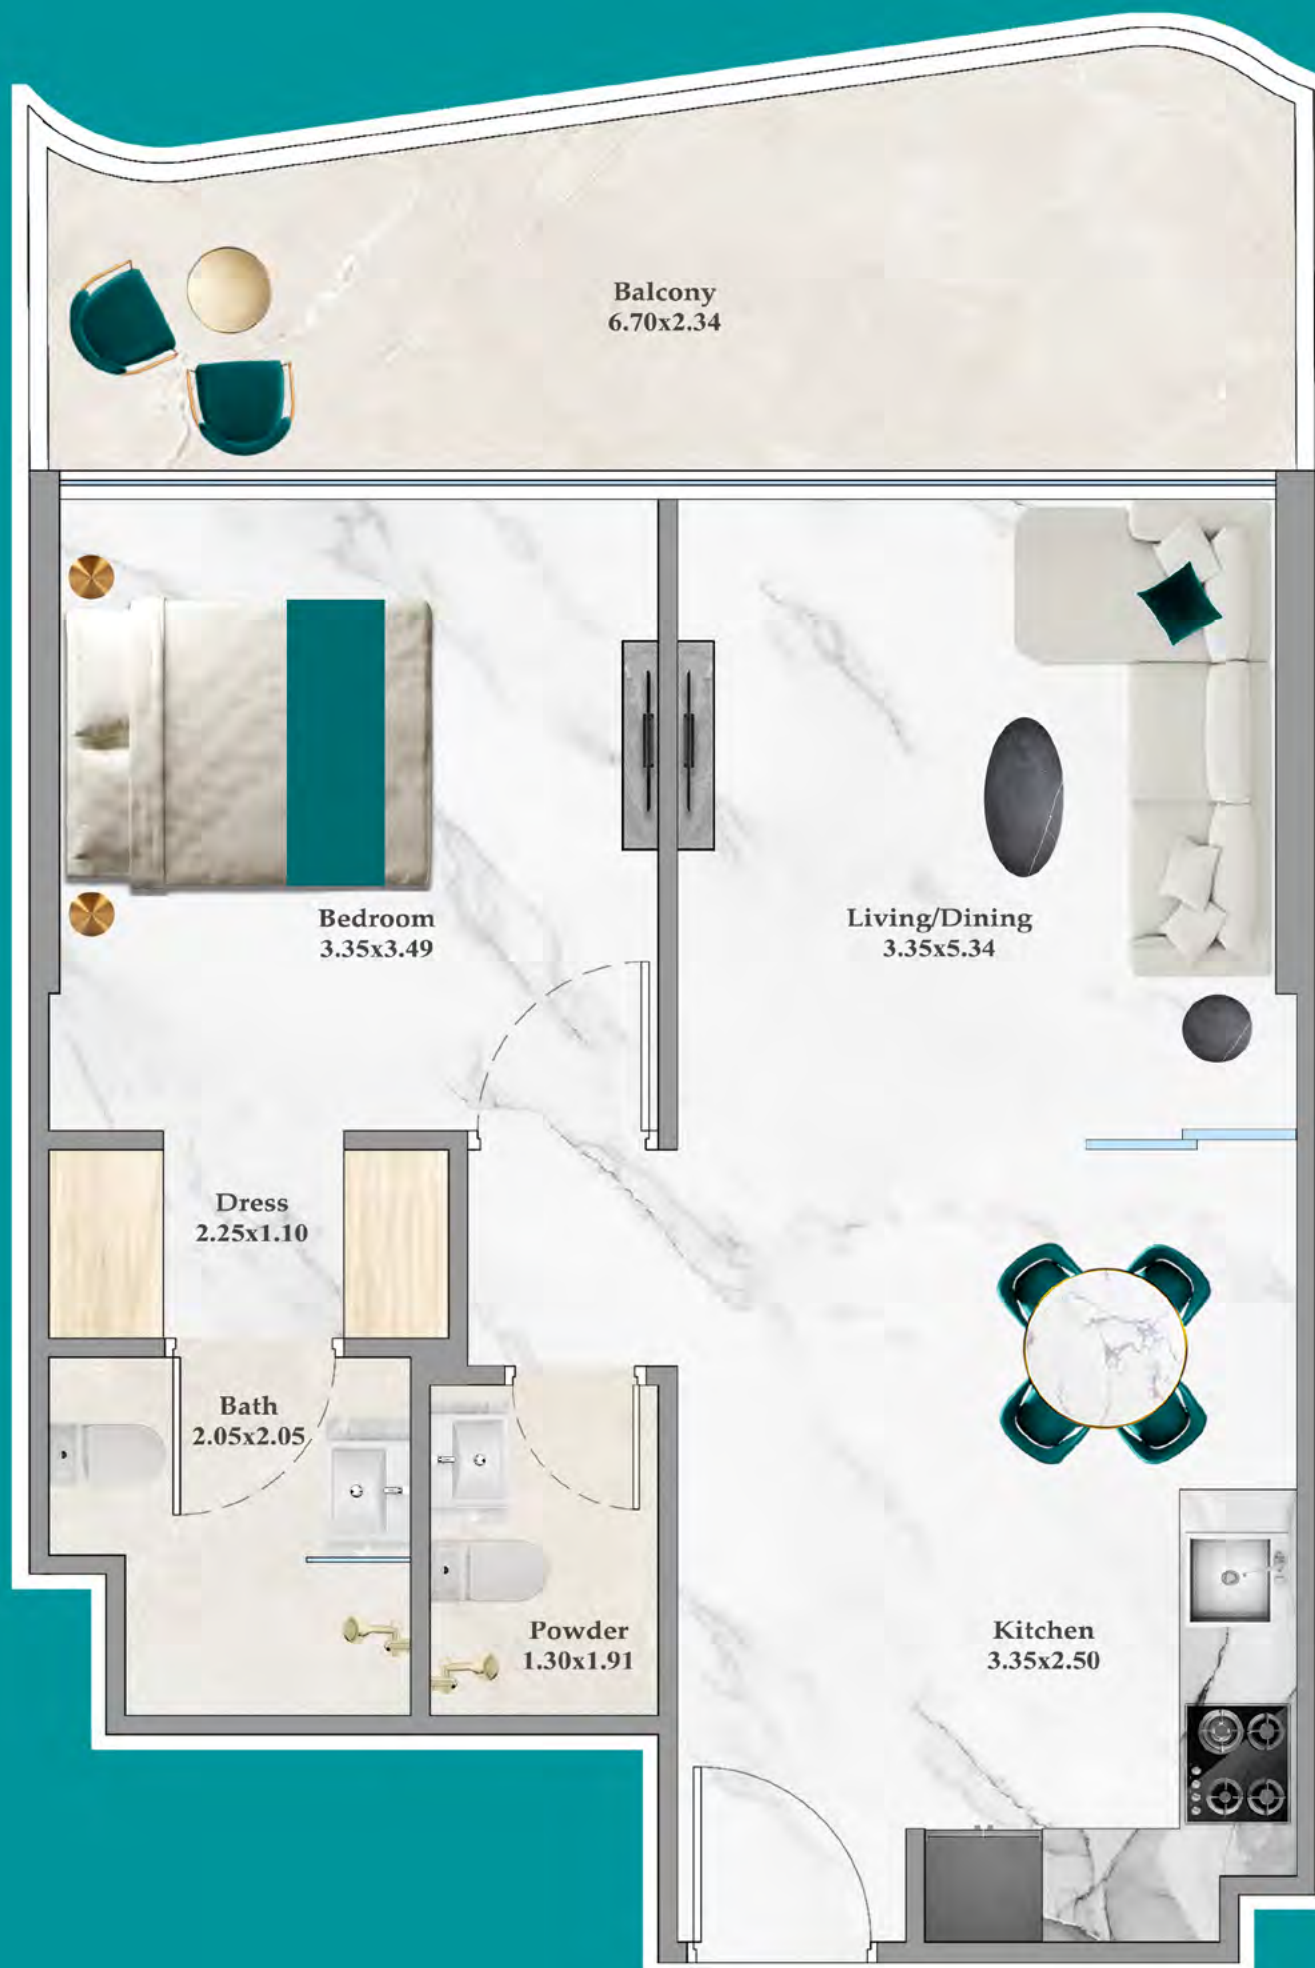 Balcony
6.70x2.34
Bedroom
3.35x3.49
Living/Dining
3.35x5.34
Dress
2.25x1.10
Bath
2.05x2.05
Powder
1.30x1.91
Kitchen
3.35x2.50